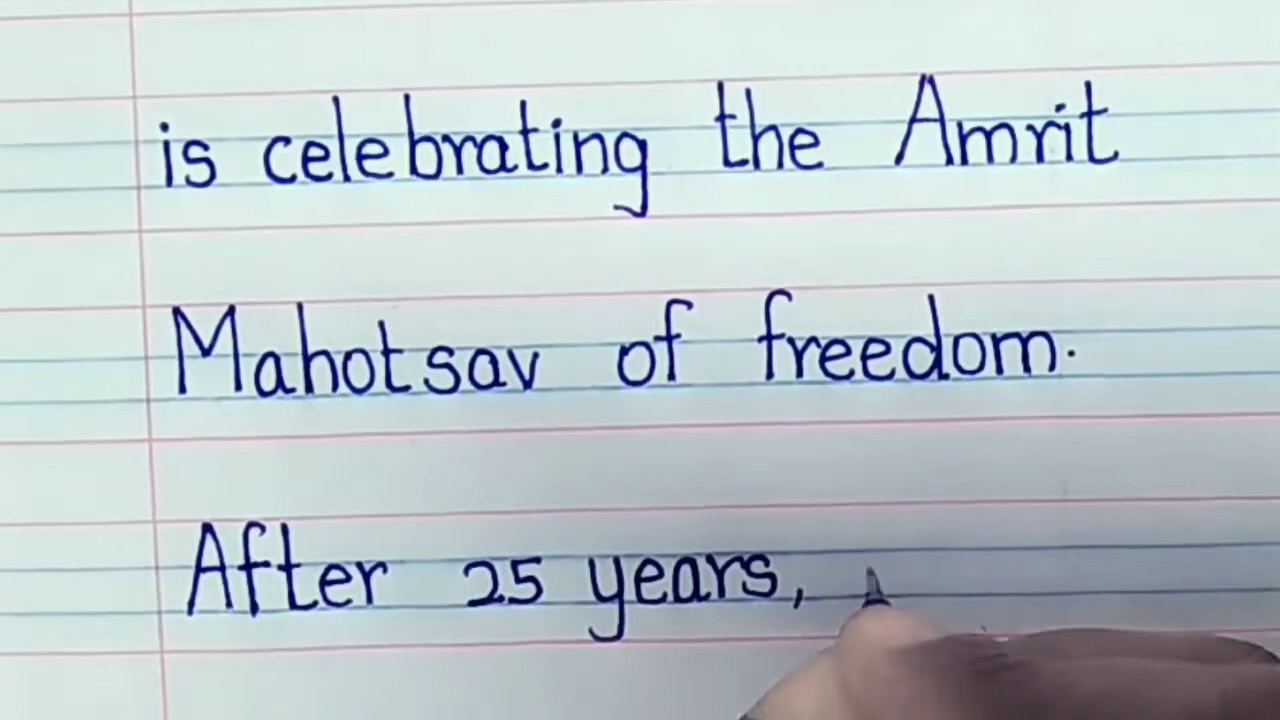 is celebrating the Amrit
Mahotsav of freedom.
After 25 years,